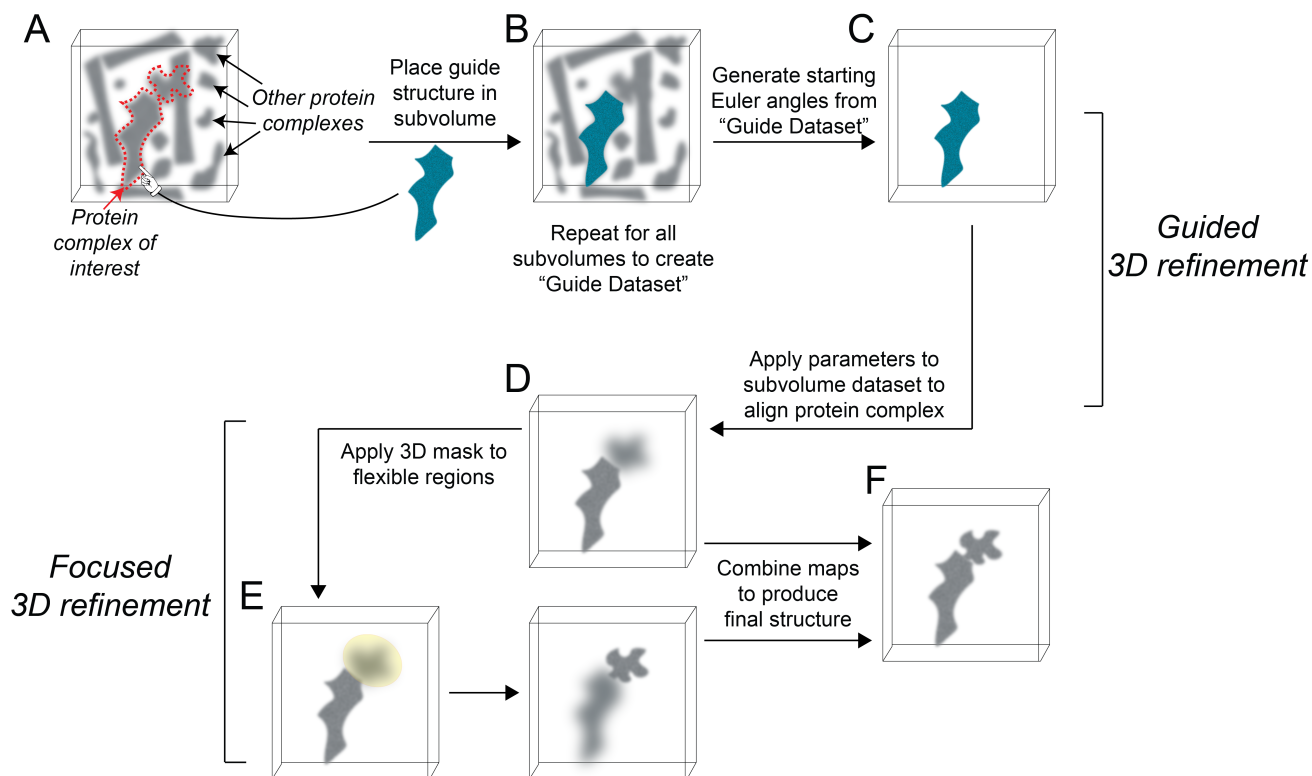 A
Other protein
complexes
Protein
complex of
interest
Place guide
structure in
subvolume
B
Repeat for all
subvolumes to create
“Guide Dataset”
Generate starting
Euler angles from
“Guide Dataset”
C
Guided
3D refinement
Apply parameters to
subvolume dataset to
align protein complex
D
Apply 3D mask to
flexible regions
Focused
3D refinement
E
Combine maps
to produce
final structure
F